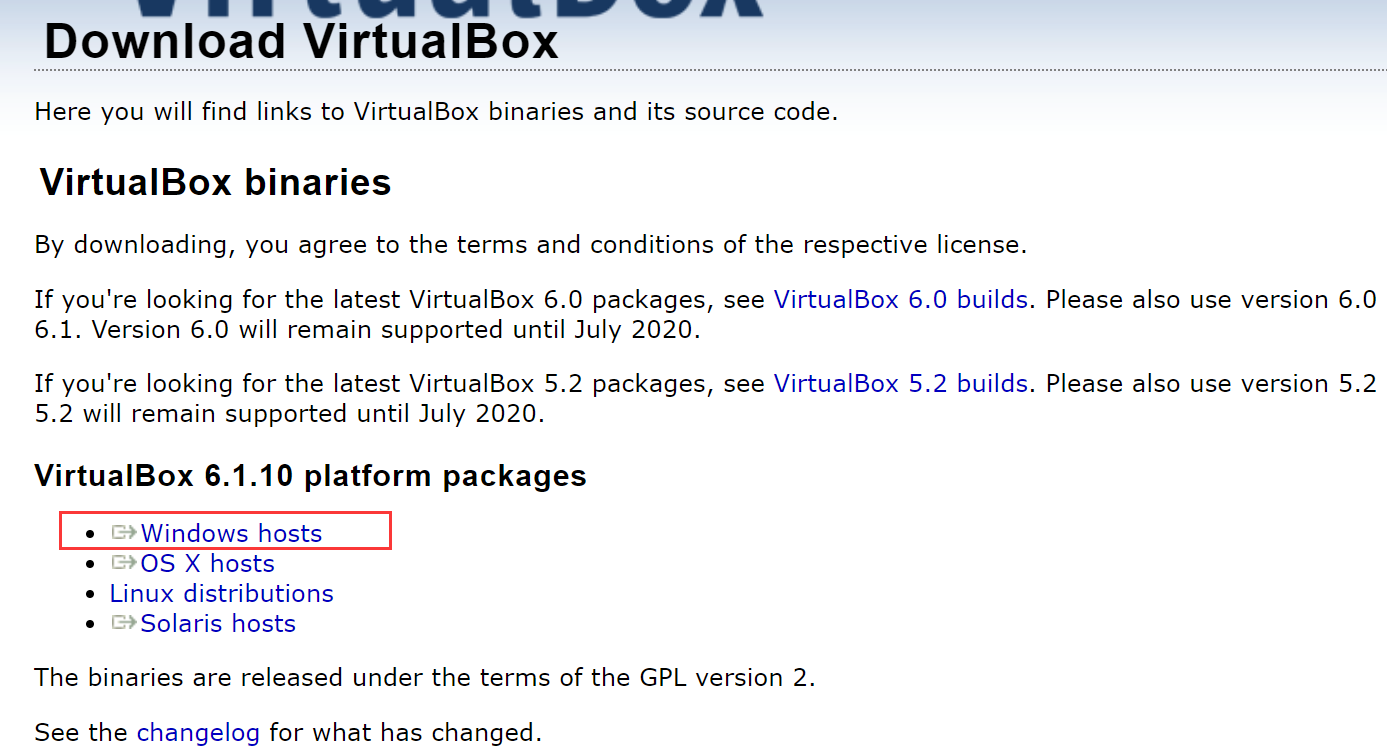 VirtualBox
Download VirtualBox
Here you will find links to VirtualBox binaries and its source code.
VirtualBox binaries
By downloading, you agree to the terms and conditions of the respective license.
If you're looking for the latest VirtualBox 6.0 packages, see VirtualBox 6.0 builds. Please also use version 6.0
6.1. Version 6.0 will remain supported until July 2020.
If you're looking for the latest VirtualBox 5.2 packages, see VirtualBox 5.2 builds. Please also use version 5.2
5.2 will remain supported until July 2020.
VirtualBox 6.1.10 platform packages
• Windows hosts
• OS X hosts
• Linux distributions
• Solaris hosts
The binaries are released under the terms of the GPL version 2.
See the changelog for what has changed.